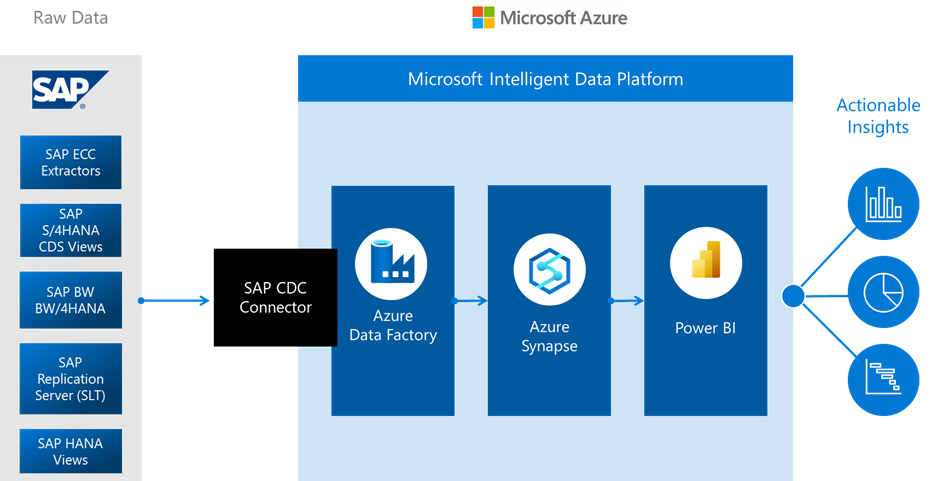 Raw Data
Microsoft Azure
SAP
®
SAP ECC
Extractors
SAP
S/4HANA
CDS Views
SAP BW
BW/4HANA
SAP
Replication
Server (SLT)
SAP HANA
Views
SAP CDC
Connector
Microsoft Intelligent Data Platform
Azure
Data Factory
Azure
Synapse
Power BI
Actionable
Insights